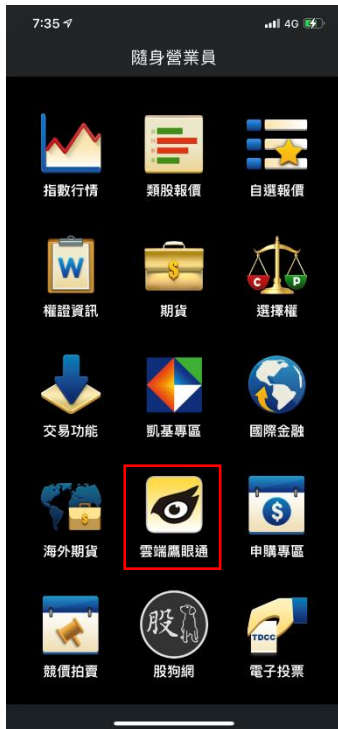 7:35
4G
隨身營業員
指數行情
類股報價
自選報價
W
S
C
P
權證資訊
期貨
選擇權
交易功能
凱基專區
國際金融
S
$
海外期貨
雲端鷹眼通
申購專區
股
狗
TDCC
競價拍賣
股狗網
電子投票